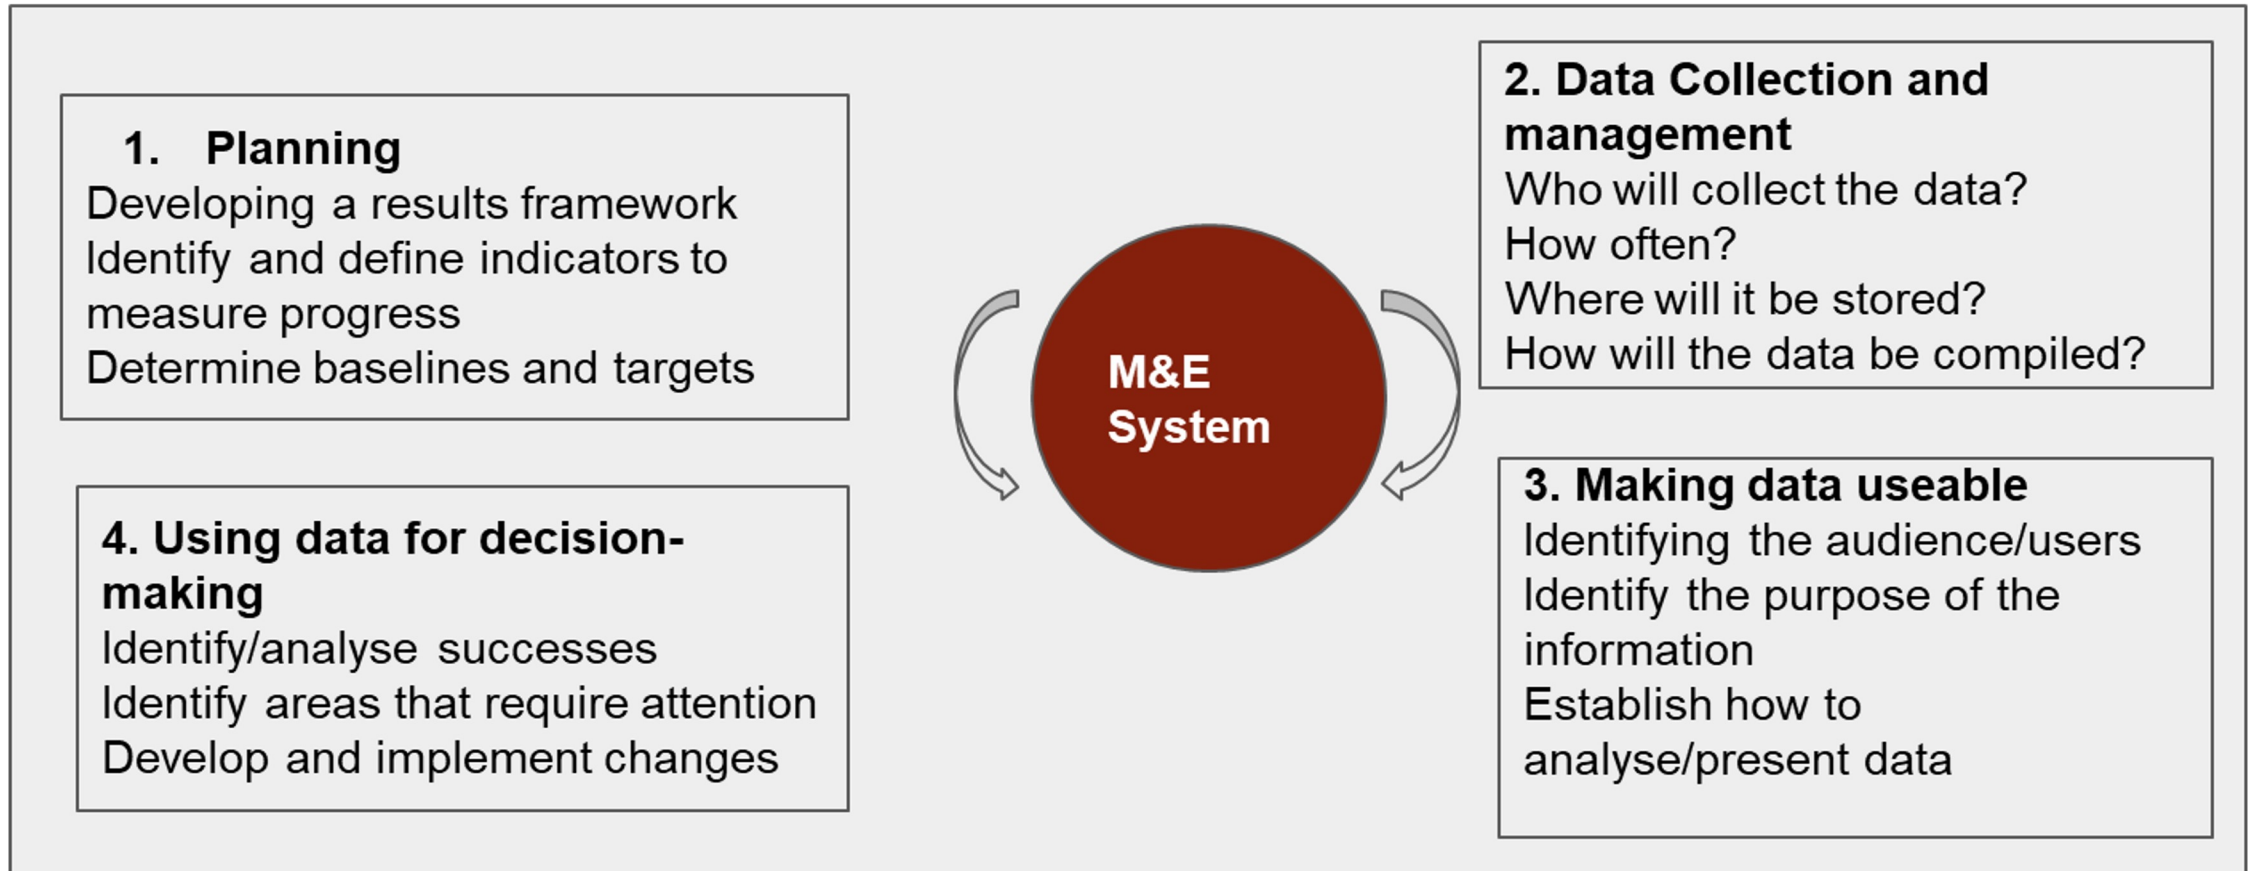 1. Planning
Developing a results framework
Identify and define indicators to
measure progress
Determine baselines and targets
2. Data Collection and
management
Who will collect the data?
How often?
Where will it be stored?
How will the data be compiled?
M&E
System
3. Making data useable
Identifying the audience/users
Identify the purpose of the
information
Establish how to
analyse/present data
4. Using data for decision-
making
Identify/analyse successes
Identify areas that require attention
Develop and implement changes